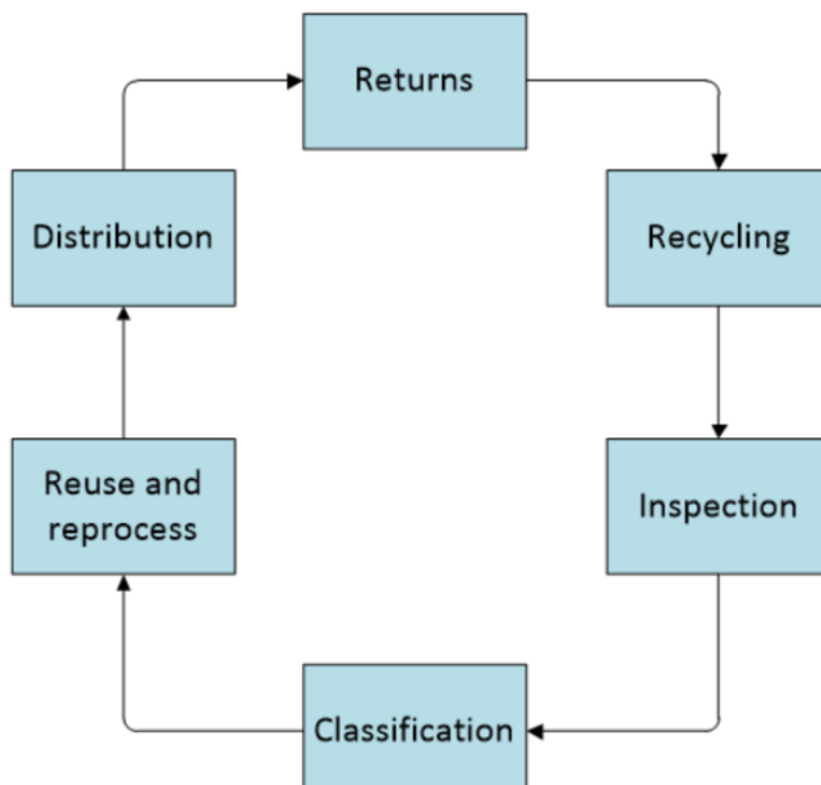 Returns
Recycling
Inspection
Classification
Reuse and
reprocess
Distribution